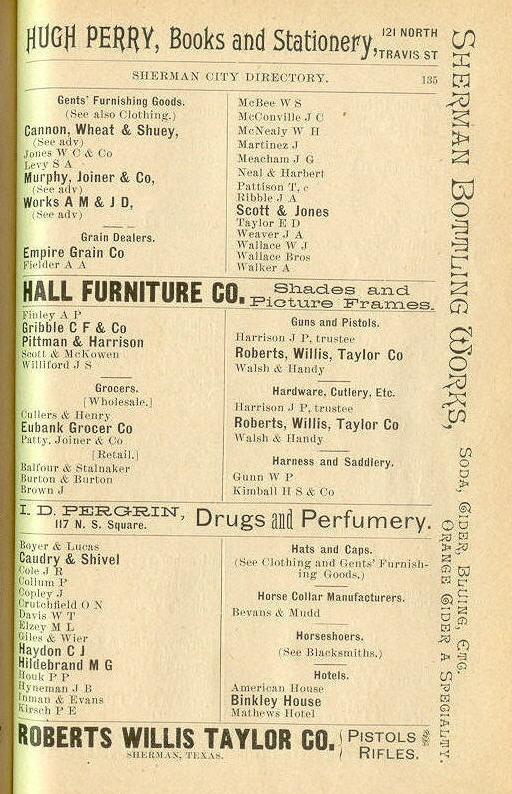 HUGH PERRY, Books and Stationery, 121 NORTH TRAVIS ST
SHERMAN CITY DIRECTORY. 135
Gents' Furnishing Goods.
(See also Clothing.)
Cannon, Wheat & Shuey,
(See adv)
Jones W C & Co
Levy S A
Murphy, Joiner & Co,
(See adv)
Works A M & J D,
(See adv)
Grain Dealers.
Empire Grain Co
Fielder A A
McBee W S
McConville J C
McNealy W H
Martinez J
Meacham J G
Neal & Harbert
Pattison T, c
Ribble J A
Scott & Jones
Taylor E D
Weaver J A
Wallace W J
Wallace Bros
Walker A
HALL FURNITURE CO. Shades and
Picture Frames.
Finley A P
Gribble C F & Co
Pittman & Harrison
Scott & McKowen
Williford J S
Grocers.
[Wholesale.]
Cullers & Henry
Eubank Grocer Co
Patty, Joiner & Co
[Retail.]
Balfour & Stalnaker
Burton & Burton
Brown J
Guns and Pistols.
Harrison J P, trustee
Roberts, Willis, Taylor Co
Walsh & Handy
Hardware, Cutlery, Etc.
Harrison J P, trustee
Roberts, Willis, Taylor Co
Walsh & Handy
Harness and Saddlery.
Gunn W P
Kimball H S & Co
I. D. PERGRIN, Drugs and Perfumery.
117 N. S. Square.
Boyer & Lucas
Caudry & Shivel
Cole J R
Collum P
Copley J
Crutchfield O N
Davis W T
Elzey M L
Giles & Wier
Haydon C J
Hildebrand M G
Houk P P
Hyneman J B
Inman & Evans
Kirsch P E
Hats and Caps.
(See Clothing and Gents' Furnish-
ing Goods.)
Horse Collar Manufacturers.
Bevans & Mudd
Horseshoers.
(See Blacksmiths.)
Hotels.
American House
Binkley House
Mathews Hotel
ROBERTS WILLIS TAYLOR CO. PISTOLS
RIFLES.
SHERMAN, TEXAS.
SHERMAN BOTTLING WORKS,
SODA, CIDER, BLUING, ETC.
ORANGE CIDER A SPECIALTY.